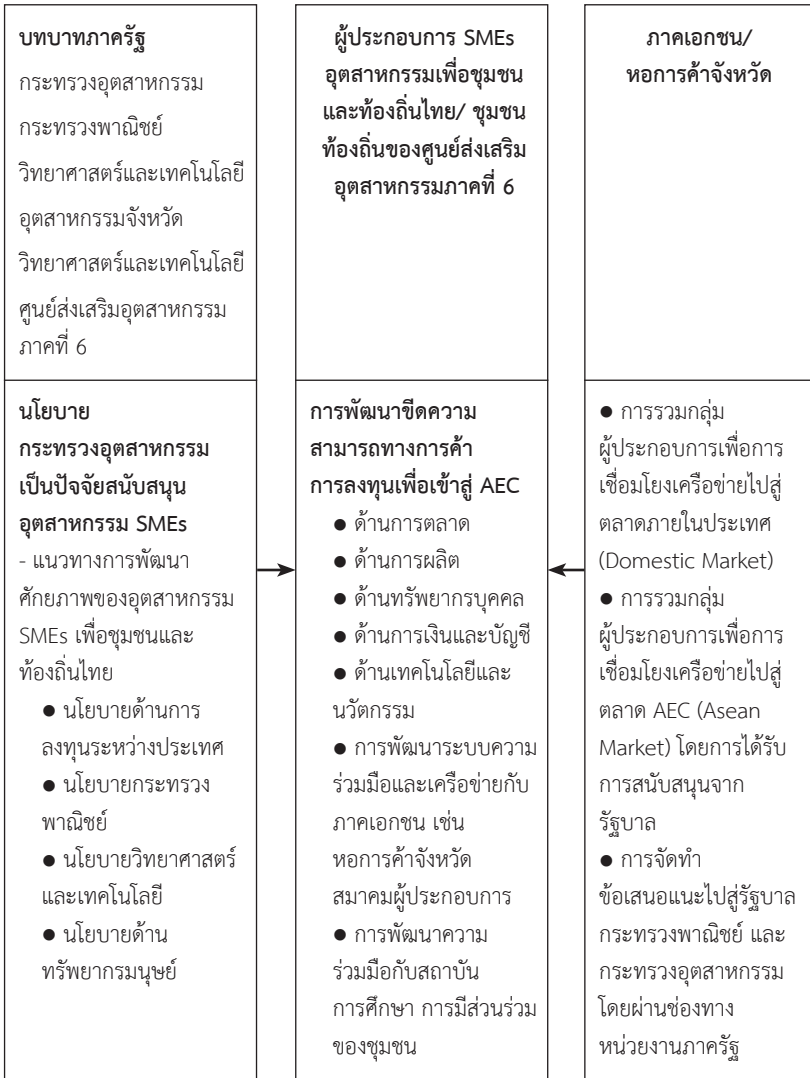 บทบาทภาครัฐ
กระทรวงอุตสาหกรรม
กระทรวงพาณิชย์
วิทยาศาสตร์และเทคโนโลยี
อุตสาหกรรมจังหวัด
วิทยาศาสตร์และเทคโนโลยี
ศูนย์ส่งเสริมอุตสาหกรรม
ภาคที่ 6
นโยบาย
กระทรวงอุตสาหกรรม
เป็นปัจจัยสนับสนุน
อุตสาหกรรม SMEs
- แนวทางการพัฒนา
ศักยภาพของอุตสาหกรรม
SMEs เพื่อชุมชนและ
ท้องถิ่นไทย
● นโยบายด้านการ
ลงทุนระหว่างประเทศ
● นโยบายกระทรวง
พาณิชย์
● นโยบายวิทยาศาสตร์
และเทคโนโลยี
● นโยบายด้าน
ทรัพยากรมนุษย์
ผู้ประกอบการ SMEs
อุตสาหกรรมเพื่อชุมชน
และท้องถิ่นไทย/ ชุมชน
ท้องถิ่นของศูนย์ส่งเสริม
อุตสาหกรรมภาคที่ 6
การพัฒนาขีดความ
สามารถทางการค้า
การลงทุนเพื่อเข้าสู่ AEC
● ด้านการตลาด
● ด้านการผลิต
● ด้านทรัพยากรบุคคล
● ด้านการเงินและบัญชี
● ด้านเทคโนโลยีและ
นวัตกรรม
● การพัฒนาระบบความ
ร่วมมือและเครือข่ายกับ
ภาคเอกชน เช่น
หอการค้าจังหวัด
สมาคมผู้ประกอบการ
● การพัฒนาความ
ร่วมมือกับสถาบัน
การศึกษา การมีส่วนร่วม
ของชุมชน
ภาคเอกชน/
หอการค้าจังหวัด
● การรวมกลุ่ม
ผู้ประกอบการเพื่อการ
เชื่อมโยงเครือข่ายไปสู่
ตลาดภายในประเทศ
(Domestic Market)
● การรวมกลุ่ม
ผู้ประกอบการเพื่อการ
เชื่อมโยงเครือข่ายไปสู่
ตลาด AEC (Asean
Market) โดยการได้รับ
การสนับสนุนจาก
รัฐบาล
● การจัดทำ
ข้อเสนอแนะไปสู่รัฐบาล
กระทรวงพาณิชย์ และ
กระทรวงอุตสาหกรรม
โดยผ่านช่องทาง
หน่วยงานภาครัฐ